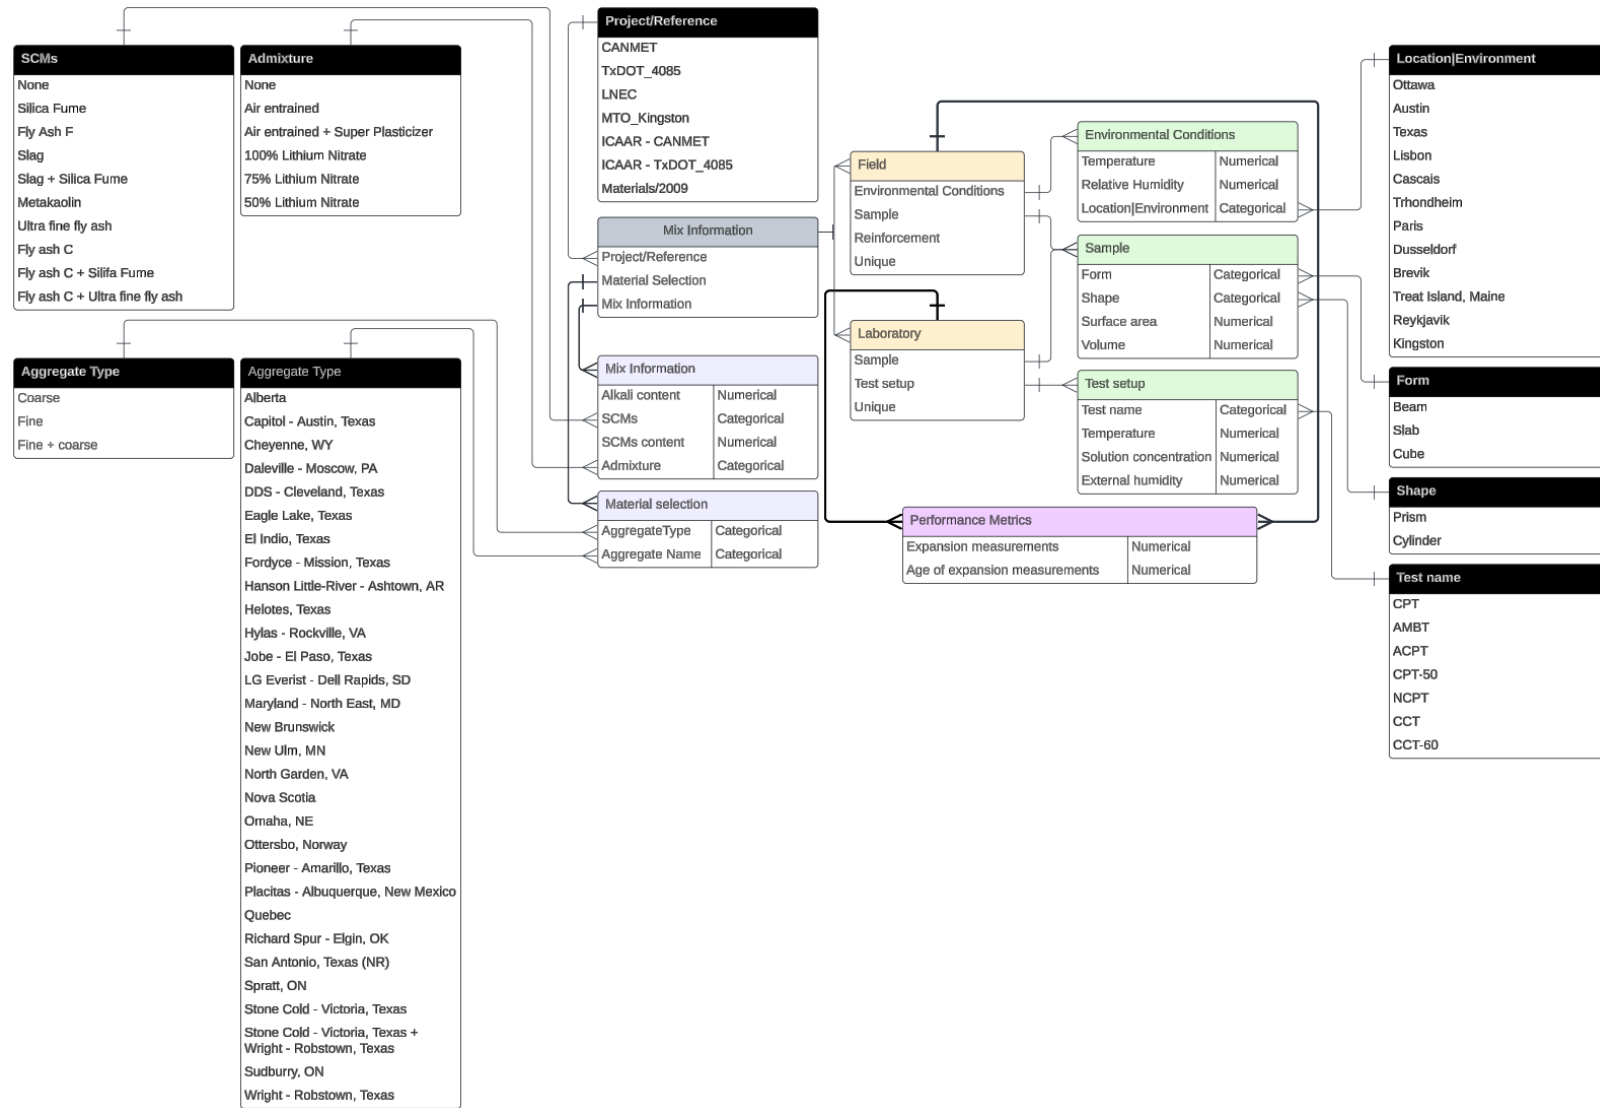 SCMs
None
Silica Fume
Fly Ash F
Slag
Slag + Silica Fume
Metakaolin
Ultra fine fly ash
Fly ash C
Fly ash C + Silifa Fume
Fly ash C + Ultra fine fly ash
Admixture
None
Air entrained
Air entrained + Super Plasticizer
100% Lithium Nitrate
75% Lithium Nitrate
50% Lithium Nitrate
Aggregate Type
Coarse
Fine
Fine + coarse
Aggregate Type
Alberta
Capitol - Austin, Texas
Cheyenne, WY
Daleville - Moscow, PA
DDS - Cleveland, Texas
Eagle Lake, Texas
El Indio, Texas
Fordyce - Mission, Texas
Hanson Little-River - Ashtown, AR
Helotes, Texas
Hylas - Rockville, VA
Jobe - El Paso, Texas
LG Everist - Dell Rapids, SD
Maryland - North East, MD
New Brunswick
New Ulm, MN
North Garden, VA
Nova Scotia
Omaha, NE
Ottersbo, Norway
Pioneer - Amarillo, Texas
Placitas - Albuquerque, New Mexico
Quebec
Richard Spur - Elgin, OK
San Antonio, Texas (NR)
Spratt, ON
Stone Cold - Victoria, Texas
Stone Cold - Victoria, Texas +
Wright - Robstown, Texas
Sudburry, ON
Wright - Robstown, Texas
Project/Reference
CANMET
TxDOT_4085
LNEC
MTO_Kingston
ICAAR - CANMET
ICAAR - TxDOT_4085
Materials/2009
Mix Information
Project/Reference
Material Selection
Mix Information
Mix Information
Alkali content Numerical
SCMs Categorical
SCMs content Numerical
Admixture Categorical
Material selection
AggregateType Categorical
Aggregate Name Categorical
Field
Environmental Conditions
Sample
Reinforcement
Unique
Laboratory
Sample
Test setup
Unique
Environmental Conditions
Temperature Numerical
Relative Humidity Numerical
Location|Environment Categorical
Sample
Form Categorical
Shape Categorical
Surface area Numerical
Volume Numerical
Test setup
Test name Categorical
Temperature Numerical
Solution concentration Numerical
External humidity Numerical
Performance Metrics
Expansion measurements Numerical
Age of expansion measurements Numerical
Location|Environment
Ottawa
Austin
Texas
Lisbon
Cascais
Trhondheim
Paris
Dusseldorf
Brevik
Treat Island, Maine
Reykjavik
Kingston
Form
Beam
Slab
Cube
Shape
Prism
Cylinder
Test name
CPT
AMBT
ACPT
CPT-50
NCPT
CCT
CCT-60